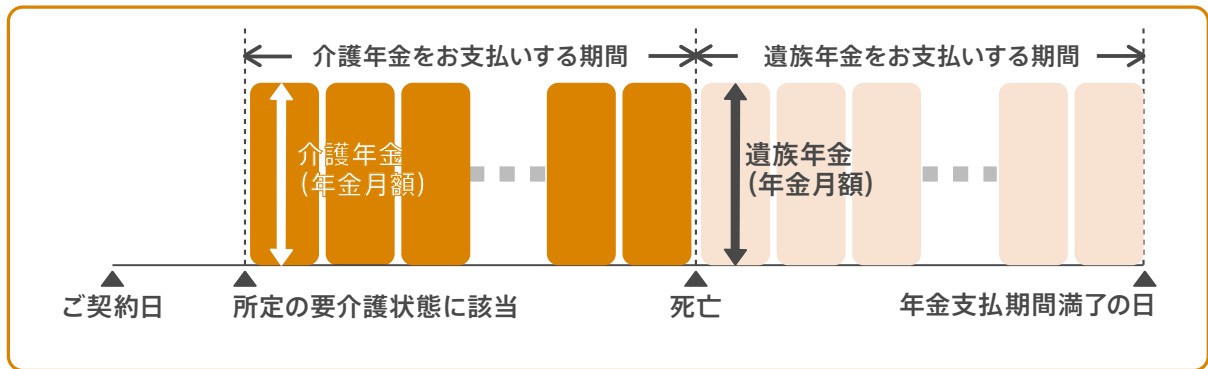 介護年金をお支払いする期間
遺族年金をお支払いする期間
介護年金
(年金月額)
遺族年金
(年金月額)
ご契約日
所定の要介護状態に該当
死亡
年金支払期間満了の日